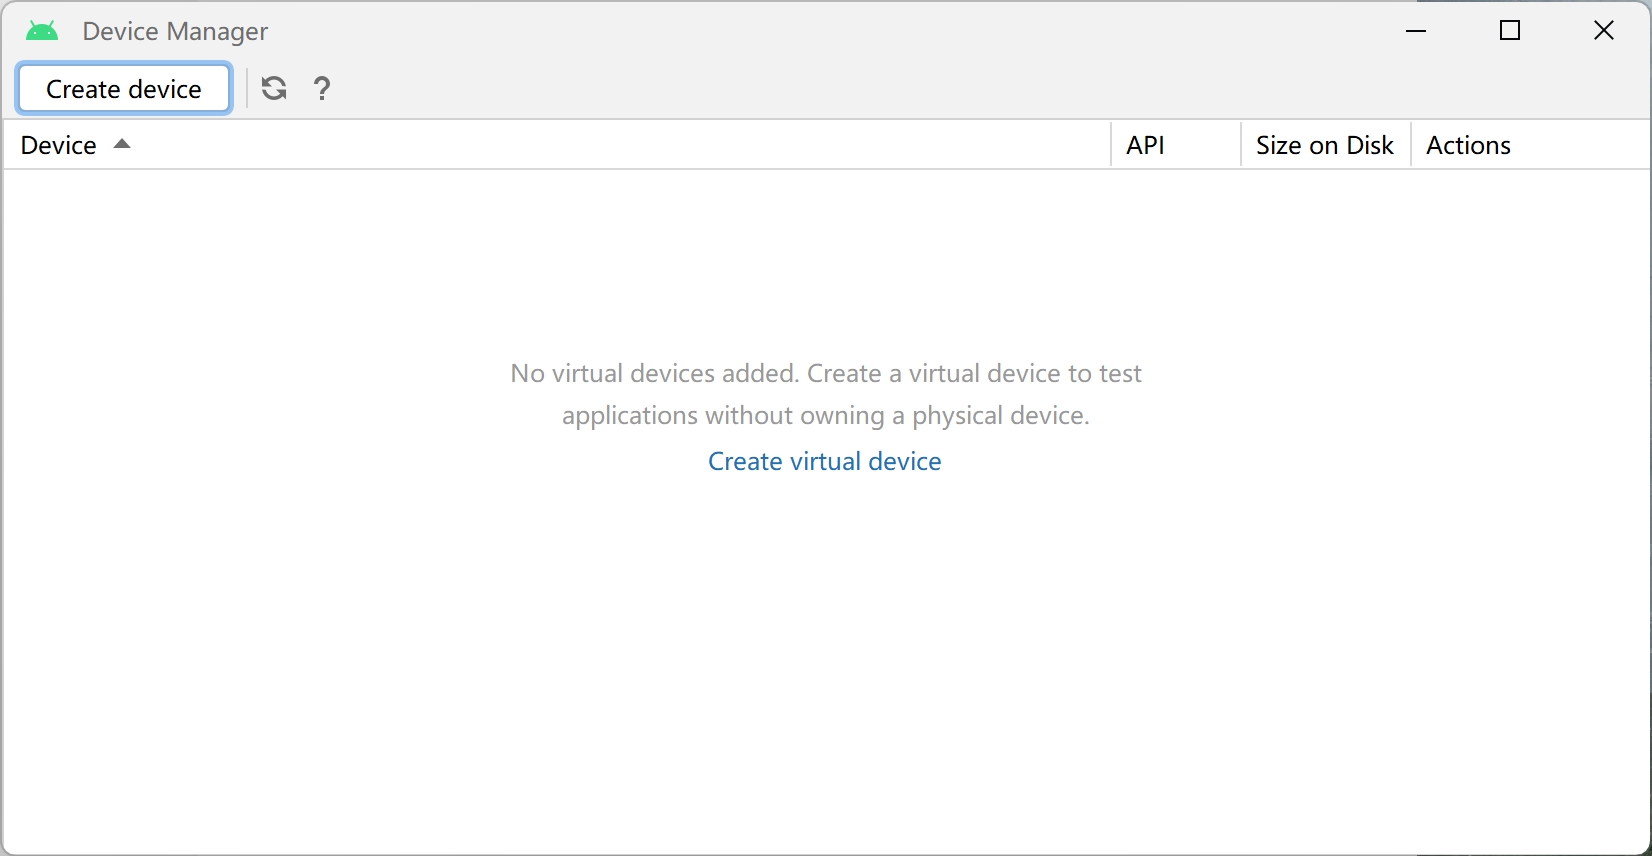 Device Manager
Create device
?
Device API Size on Disk Actions
No virtual devices added. Create a virtual device to test
applications without owning a physical device.
Create virtual device